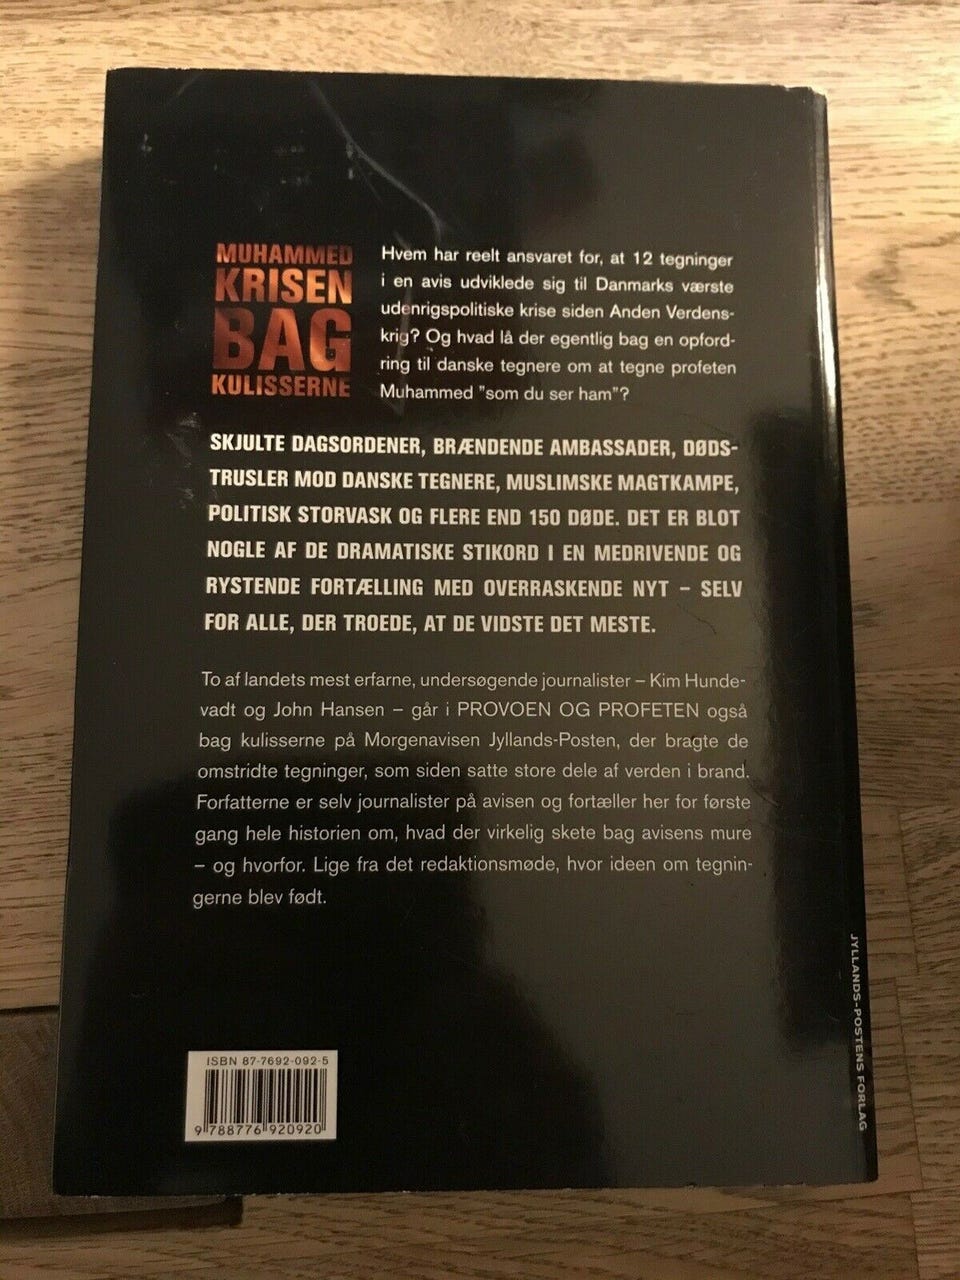 MUHAMMED
KRISEN
BAG
KULISSERNE
Hvem har reelt ansvaret for, at 12 tegninger
i en avis udviklede sig til Danmarks værste
udenrigspolitiske krise siden Anden Verdens-
krig? Og hvad lå der egentlig bag en opford-
ring til danske tegnere om at tegne profeten
Muhammed ”som du ser ham”?
SKJULTE DAGSORDENER, BRÆNDENDE AMBASSADER, DØDS-
TRUSLER MOD DANSKE TEGNERE, MUSLIMSKE MAGTKAMPE,
POLITISK STORVASK OG FLERE END 150 DØDE. DET ER BLOT
NOGLE AF DE DRAMATISKE STIKORD I EN MEDRIVENDE OG
RYSTENDE FORTÆLLING MED OVERRASKENDE NYT – SELV
FOR ALLE, DER TROEDE, AT DE VIDSTE DET MESTE.
To af landets mest erfarne, undersøgende journalister – Kim Hunde-
vadt og John Hansen – går i PROVOEN OG PROFETEN også
bag kulisserne på Morgenavisen Jyllands-Posten, der bragte de
omstridte tegninger, som siden satte store dele af verden i brand.
Forfatterne er selv journalister på avisen og fortæller her for første
gang hele historien om, hvad der virkelig skete bag avisens mure
– og hvorfor. Lige fra det redaktionsmøde, hvor ideen om tegnin-
gerne blev født.
JYLLANDS-POSTENS FORLAG
ISBN 87-7692-092-5
9 788776 920920